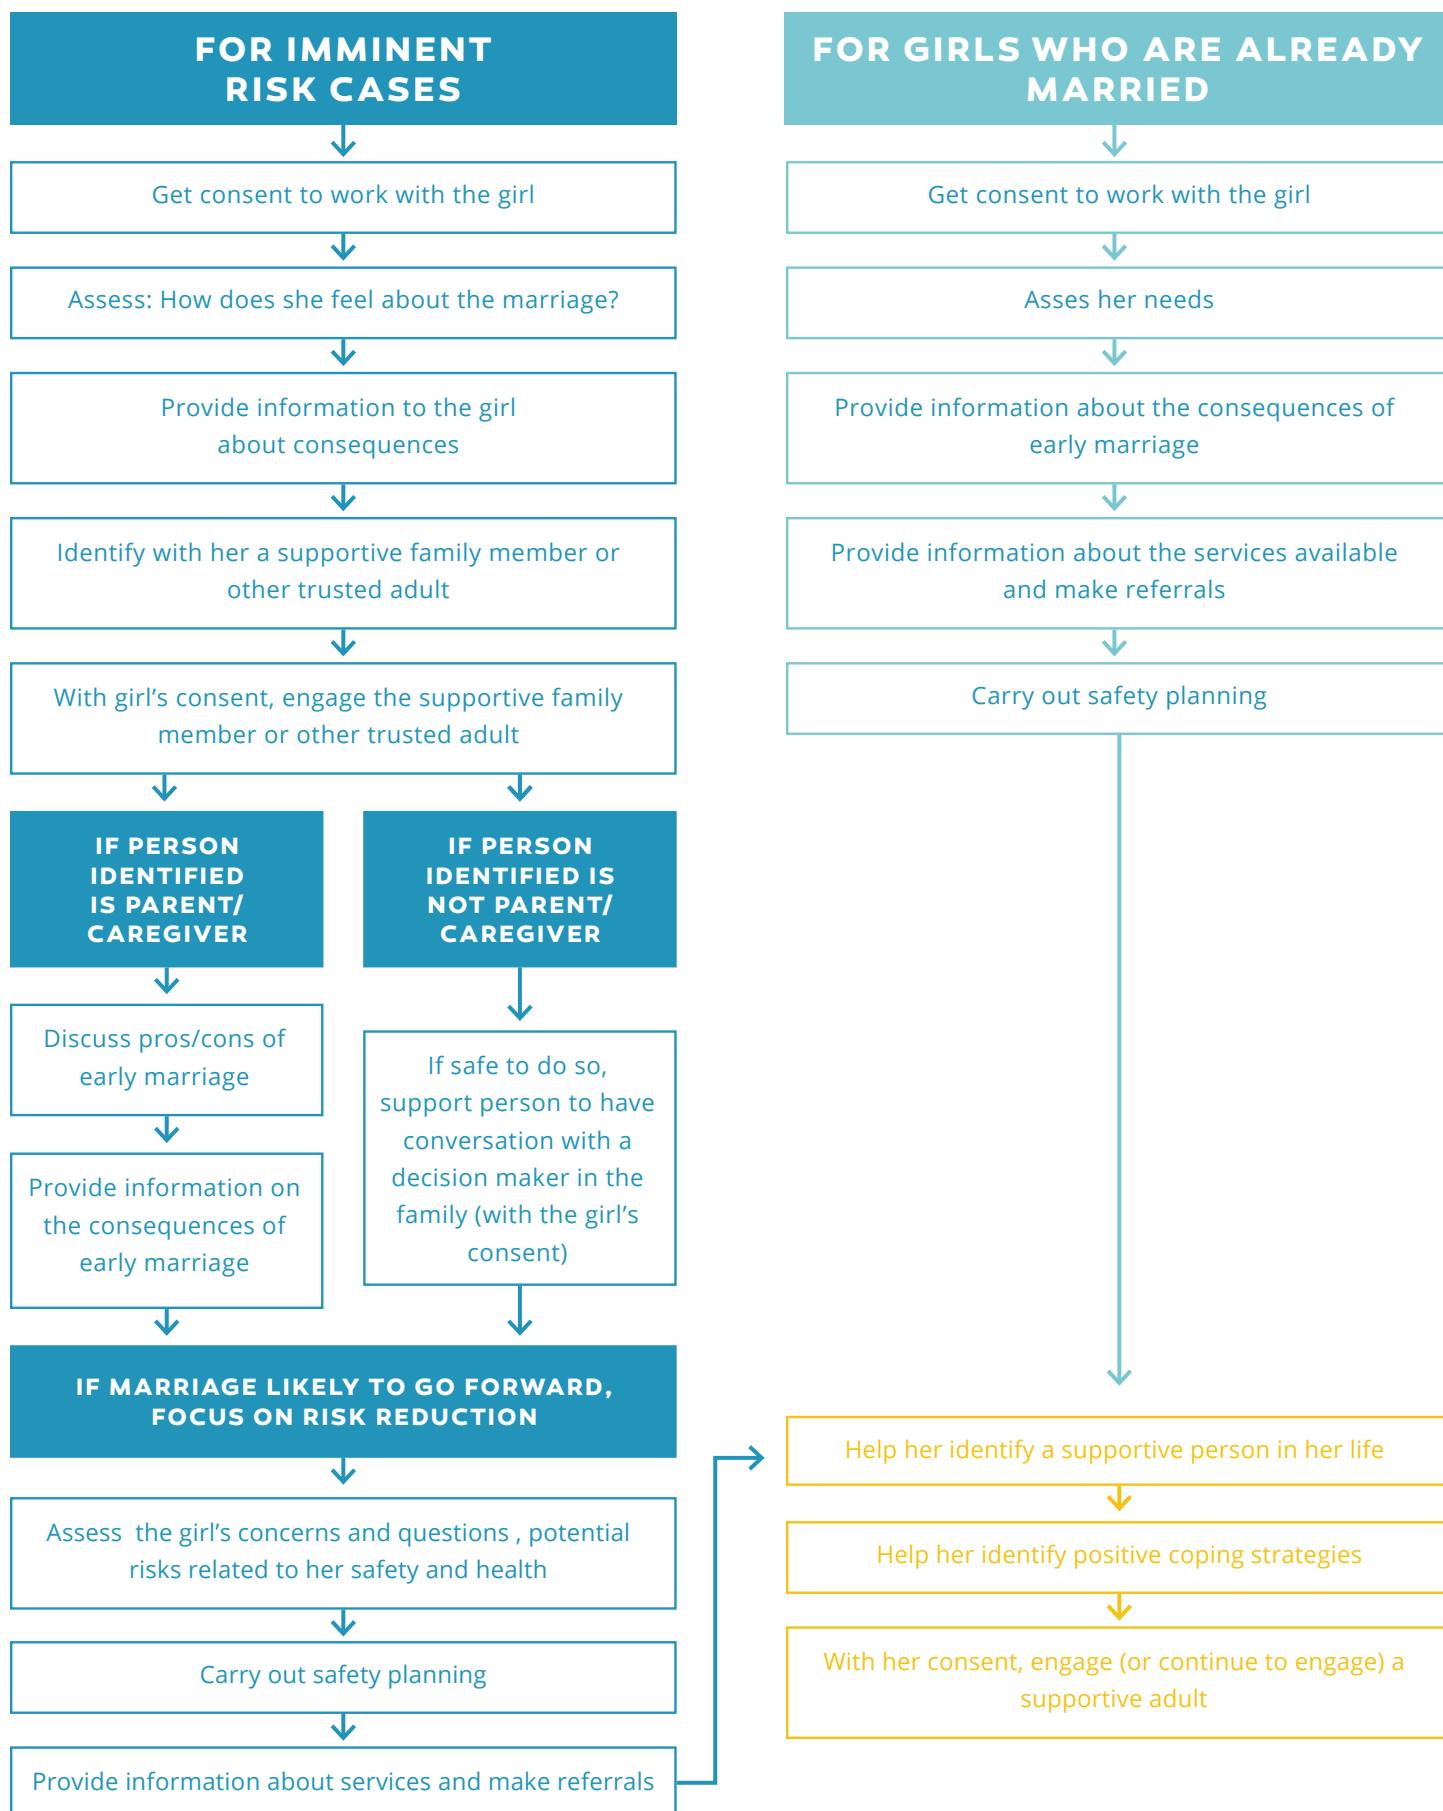 FOR IMMINENT
RISK CASES
Get consent to work with the girl
Assess: How does she feel about the marriage?
Provide information to the girl
about consequences
Identify with her a supportive family member or
other trusted adult
With girl’s consent, engage the supportive family
member or other trusted adult
IF PERSON
IDENTIFIED
IS PARENT/
CAREGIVER
Discuss pros/cons of
early marriage
Provide information on
the consequences of
early marriage
IF PERSON
IDENTIFIED IS
NOT PARENT/
CAREGIVER
If safe to do so,
support person to have
conversation with a
decision maker in the
family (with the girl’s
consent)
IF MARRIAGE LIKELY TO GO FORWARD,
FOCUS ON RISK REDUCTION
Assess the girl’s concerns and questions , potential
risks related to her safety and health
Carry out safety planning
Provide information about services and make referrals
FOR GIRLS WHO ARE ALREADY
MARRIED
Get consent to work with the girl
Asses her needs
Provide information about the consequences of
early marriage
Provide information about the services available
and make referrals
Carry out safety planning
Help her identify a supportive person in her life
Help her identify positive coping strategies
With her consent, engage (or continue to engage) a
supportive adult